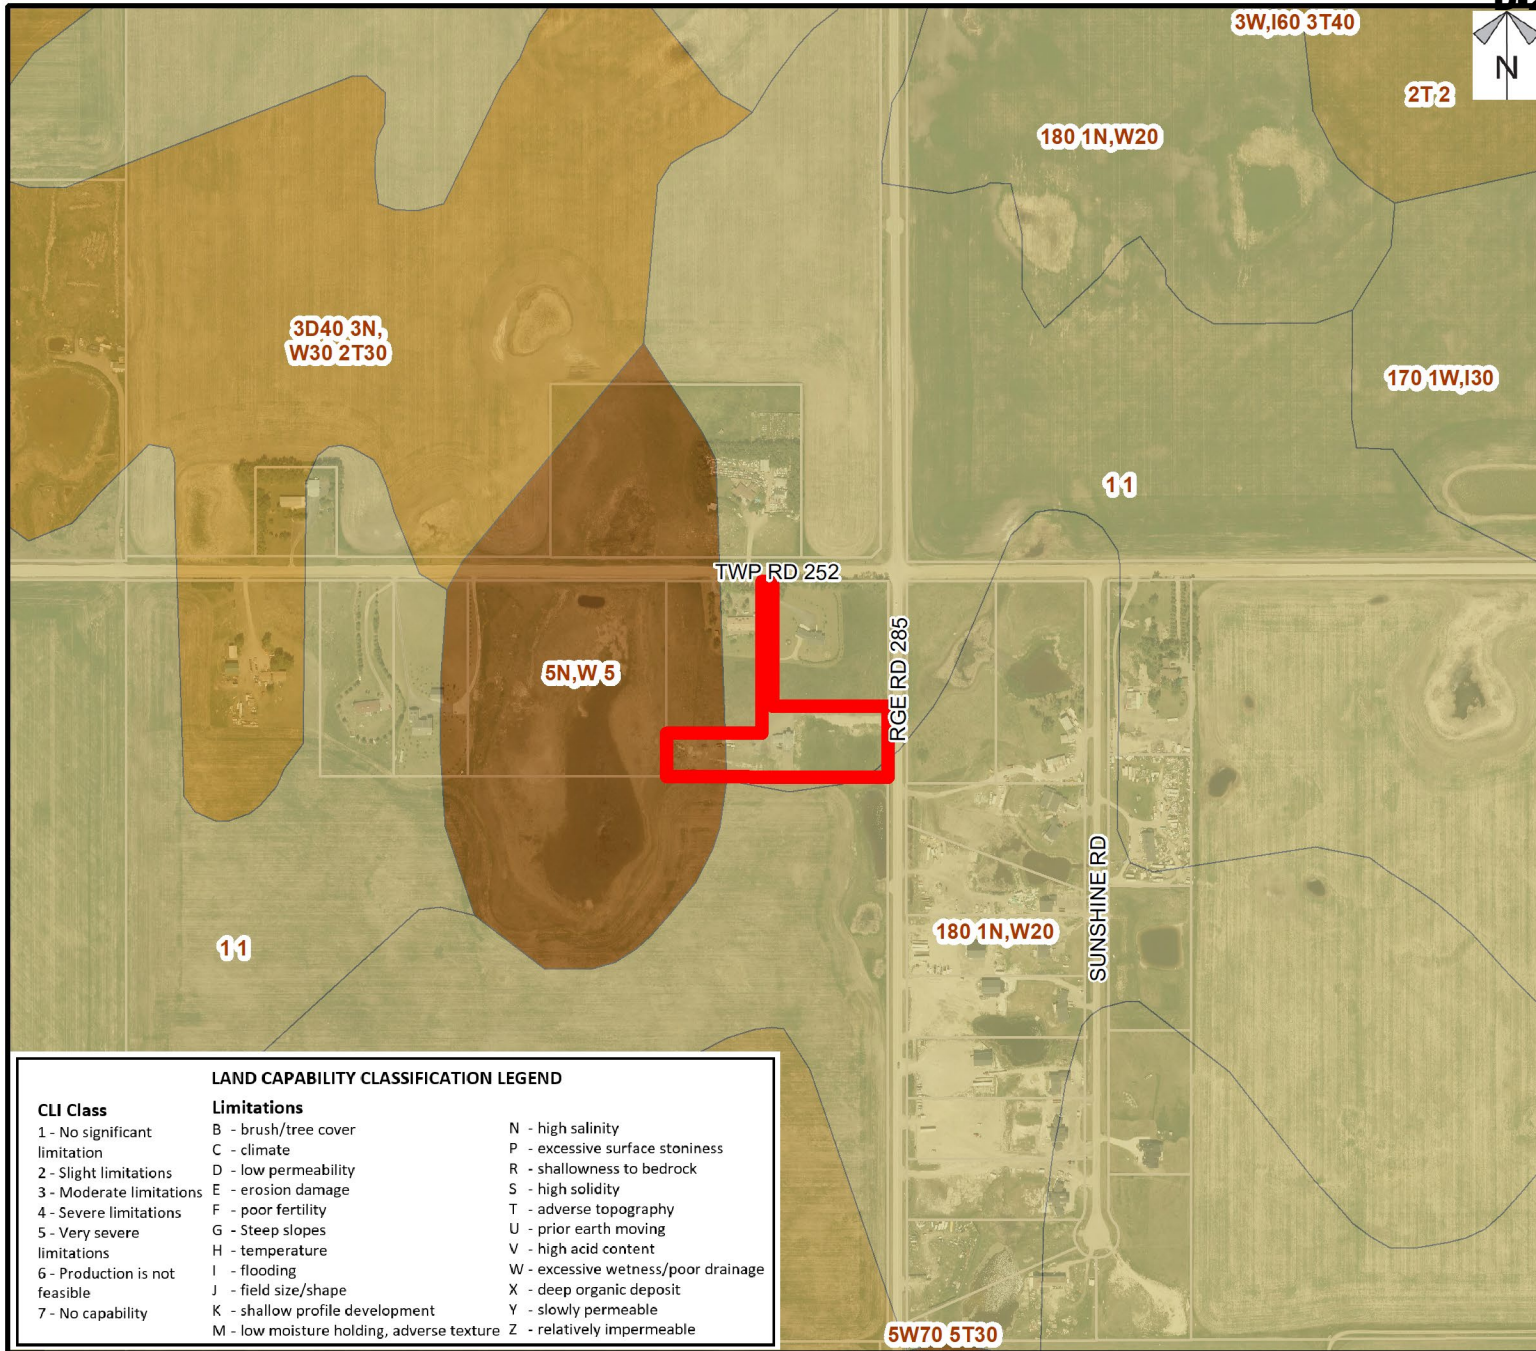 3W,I60 3T40
N
2T 2
180 1N,W20
3D40 3N,
W30 2T30
170 1W,I30
1 1
TWP RD 252
5N,W 5
RGE RD 285
SUNSHINE RD
180 1N,W20
1 1
5W70 5T30
LAND CAPABILITY CLASSIFICATION LEGEND
CLI Class
1 - No significant
limitation
2 - Slight limitations
3 - Moderate limitations
4 - Severe limitations
5 - Very severe
limitations
6 - Production is not
feasible
7 - No capability
Limitations
B - brush/tree cover
C - climate
D - low permeability
E - erosion damage
F - poor fertility
G - Steep slopes
H - temperature
I - flooding
J - field size/shape
K - shallow profile development
M - low moisture holding, adverse texture
N - high salinity
P - excessive surface stoniness
R - shallowness to bedrock
S - high solidity
T - adverse topography
U - prior earth moving
V - high acid content
W - excessive wetness/poor drainage
X - deep organic deposit
Y - slowly permeable
Z - relatively impermeable